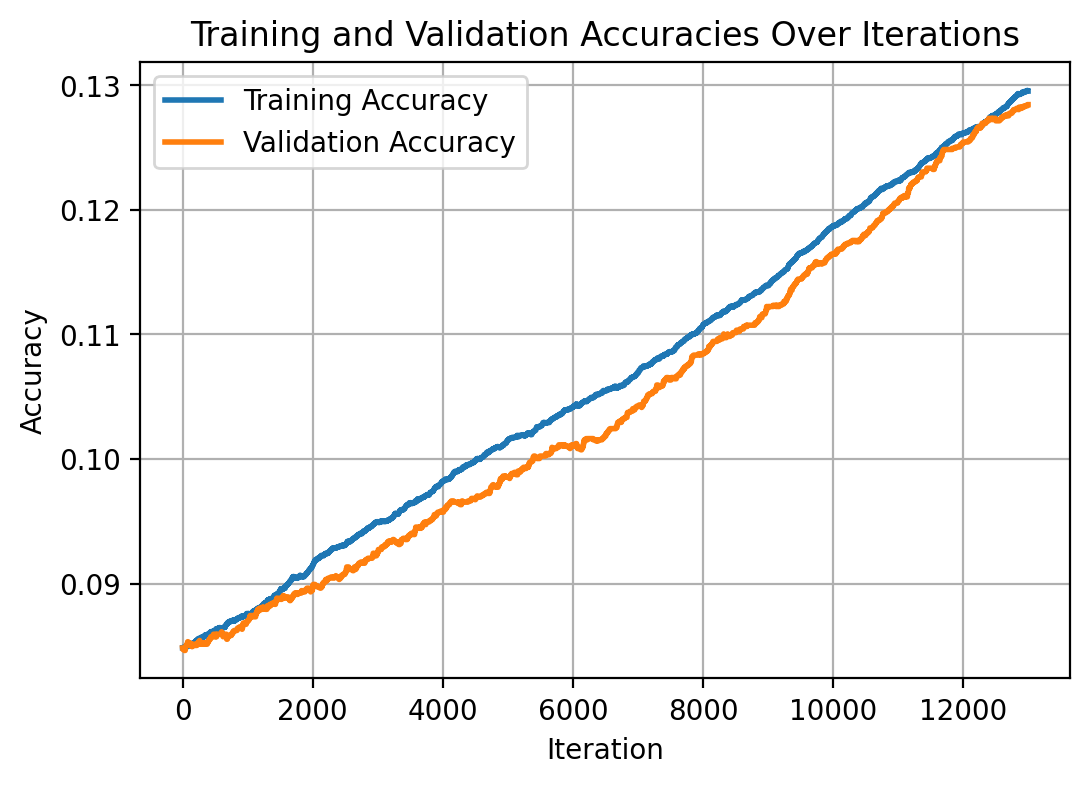 Training and Validation Accuracies Over Iterations
Training Accuracy
Validation Accuracy
0.13
0.12
0.11
0.10
0.09
Accuracy
0
2000
4000
6000
8000
10000
12000
Iteration